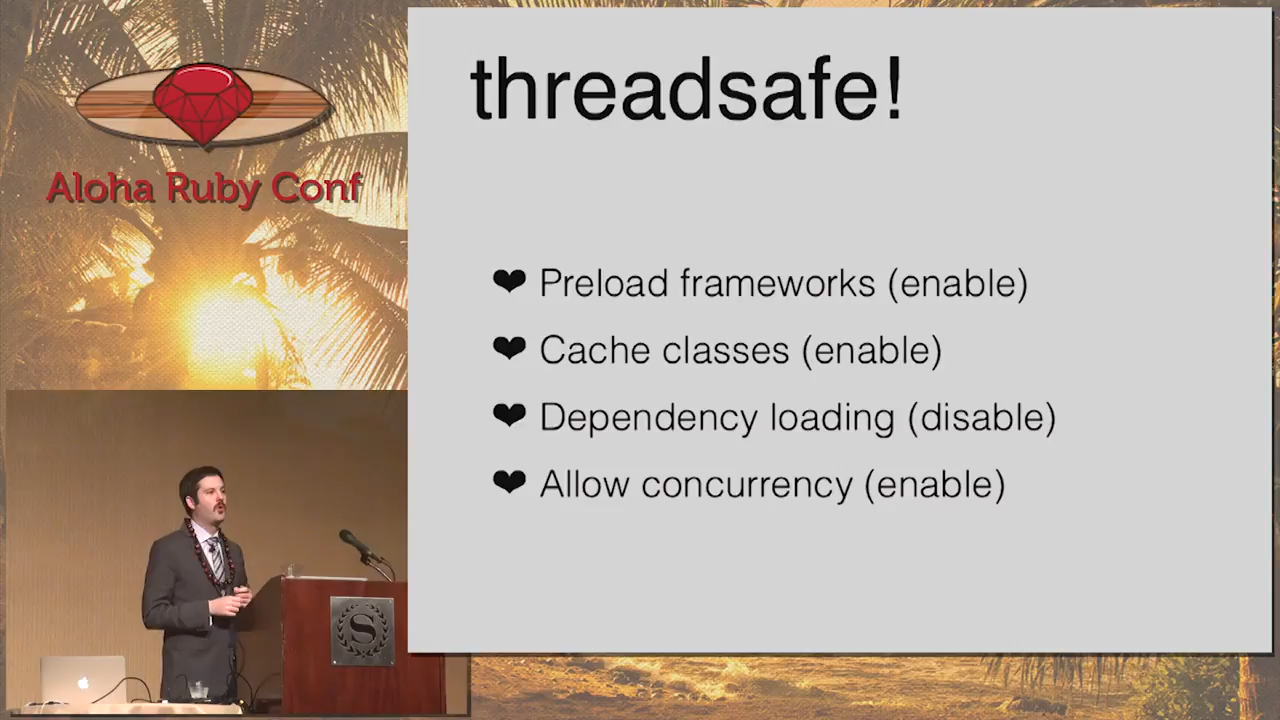 Aloha Ruby Conf
threadsafe!
❤ Preload frameworks (enable)
❤ Cache classes (enable)
❤ Dependency loading (disable)
❤ Allow concurrency (enable)
S